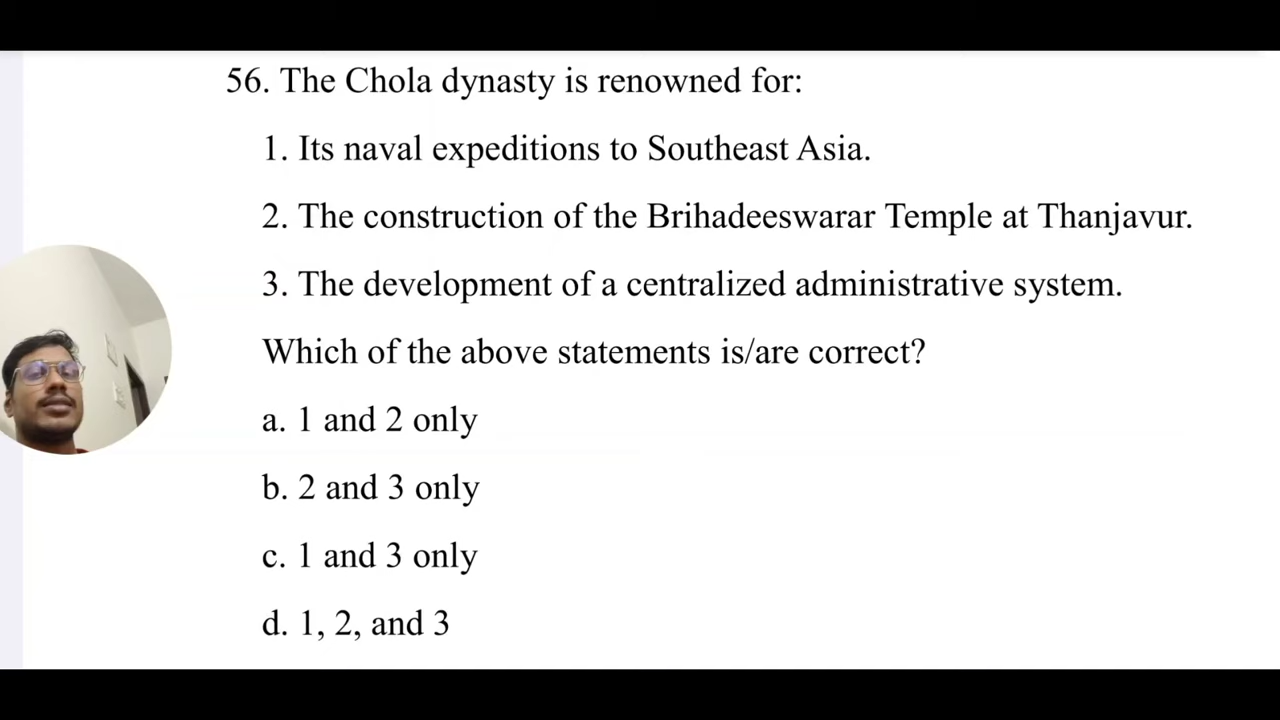 56. The Chola dynasty is renowned for:
1. Its naval expeditions to Southeast Asia.
2. The construction of the Brihadeeswarar Temple at Thanjavur.
3. The development of a centralized administrative system.
Which of the above statements is/are correct?
a. 1 and 2 only
b. 2 and 3 only
c. 1 and 3 only
d. 1, 2, and 3